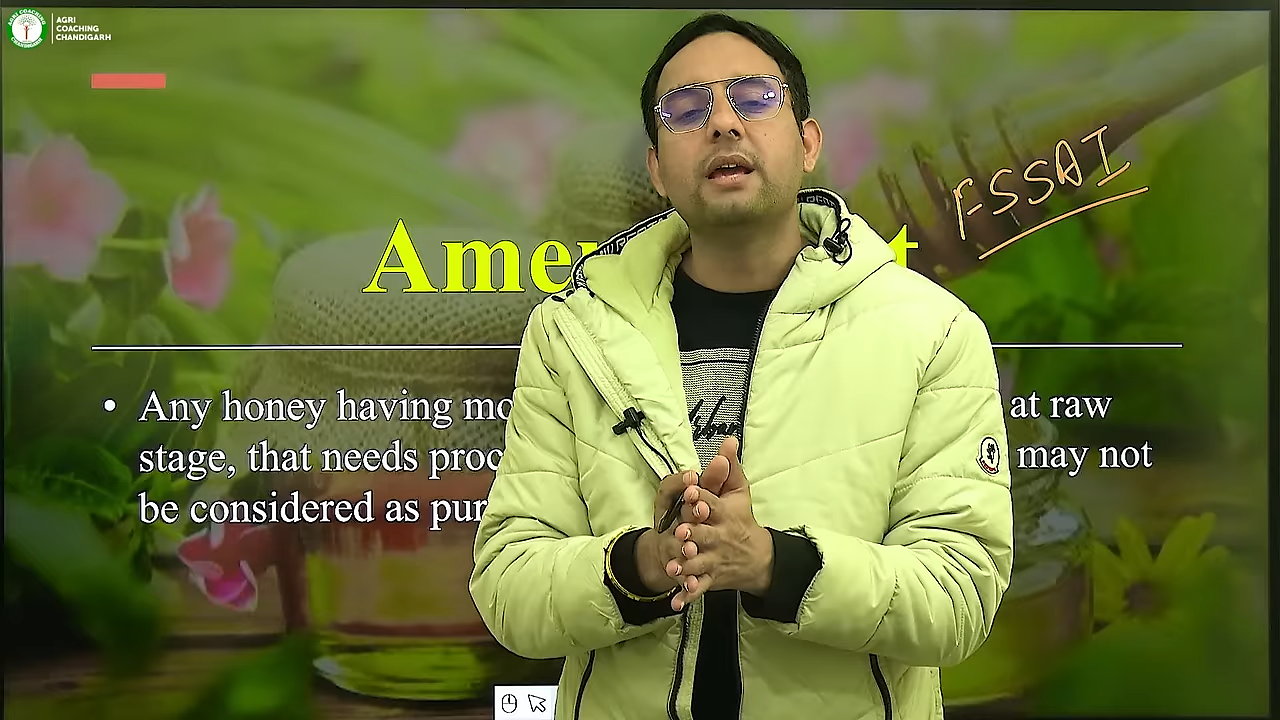 AGRI
COACHING
CHANDIGARH
FSSAI
Ame t
• Any honey having mo at raw
stage, that needs proc may not
be considered as pur